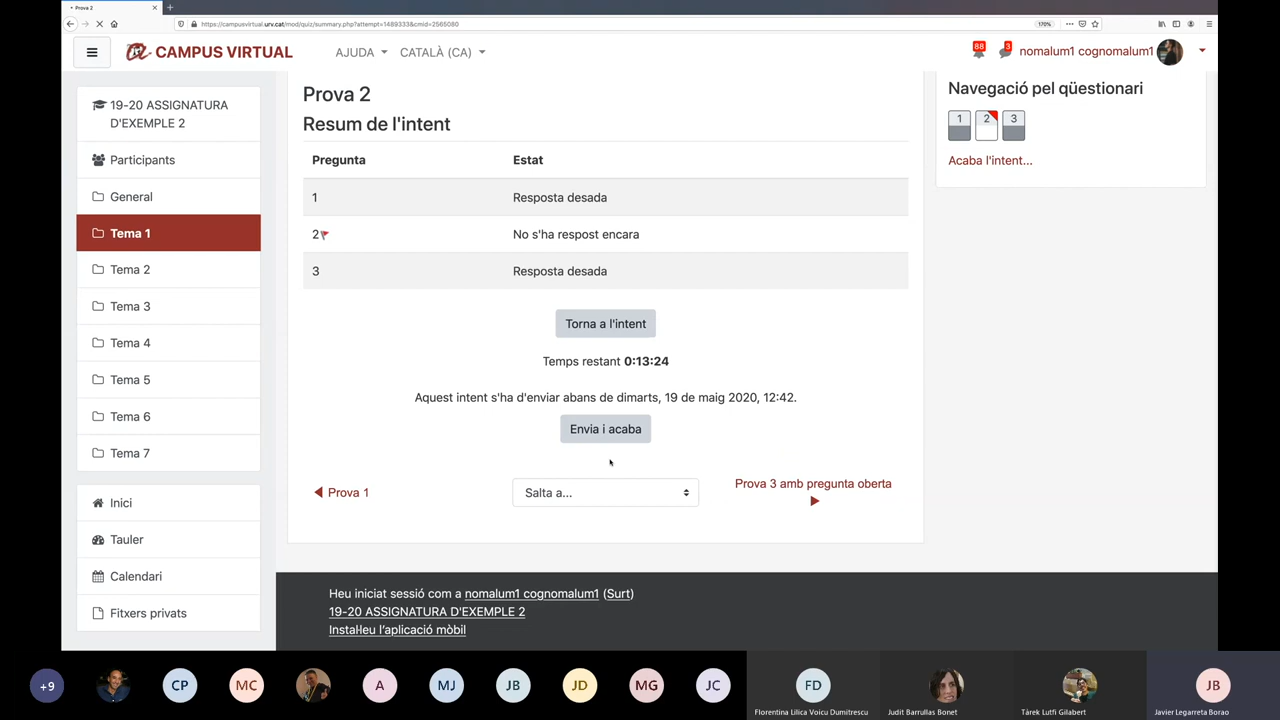 Prova 2
https://campusvirtual.urv.cat/mod/quiz/summary.php?attempt=1489333&cmid=2565080
170%
CAMPUS VIRTUAL
AJUDA
CATALÀ (CA)
88
3
nomalum1 cognomalum1
19-20 ASSIGNATURA
D'EXEMPLE 2
Participants
General
Tema 1
Tema 2
Tema 3
Tema 4
Tema 5
Tema 6
Tema 7
Inici
Tauler
Calendari
Fitxers privats
Prova 2
Resum de l'intent
Pregunta Estat
1 Resposta desada
2 No s'ha respost encara
3 Resposta desada
Torna a l'intent
Temps restant 0:13:24
Aquest intent s'ha d'enviar abans de dimarts, 19 de maig 2020, 12:42.
Envia i acaba
◀ Prova 1
Salta a...
Prova 3 amb pregunta oberta
▶
Navegació pel qüestionari
1 2 3
Acaba l'intent...
Heu iniciat sessió com a nomalum1 cognomalum1 (Surt)
19-20 ASSIGNATURA D'EXEMPLE 2
Instal·leu l'aplicació mòbil
+9
CP
MC
A
MJ
JB
JD
MG
JC
FD
JB
Florentina Lilica Voicu Dumitrescu
Judit Barrullas Bonet
Tàrek Lutfi Gilabert
Javier Legarreta Borao